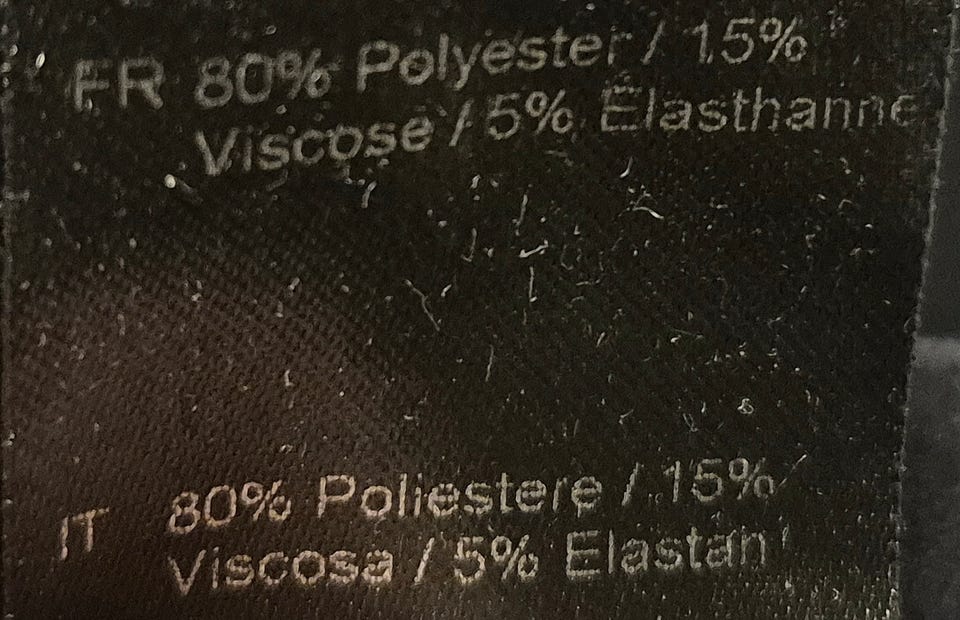 FR 80% Polyester / 15%
Viscose / 5% Élasthanne
IT 80% Poliestere / 15%
Viscosa / 5% Elastan